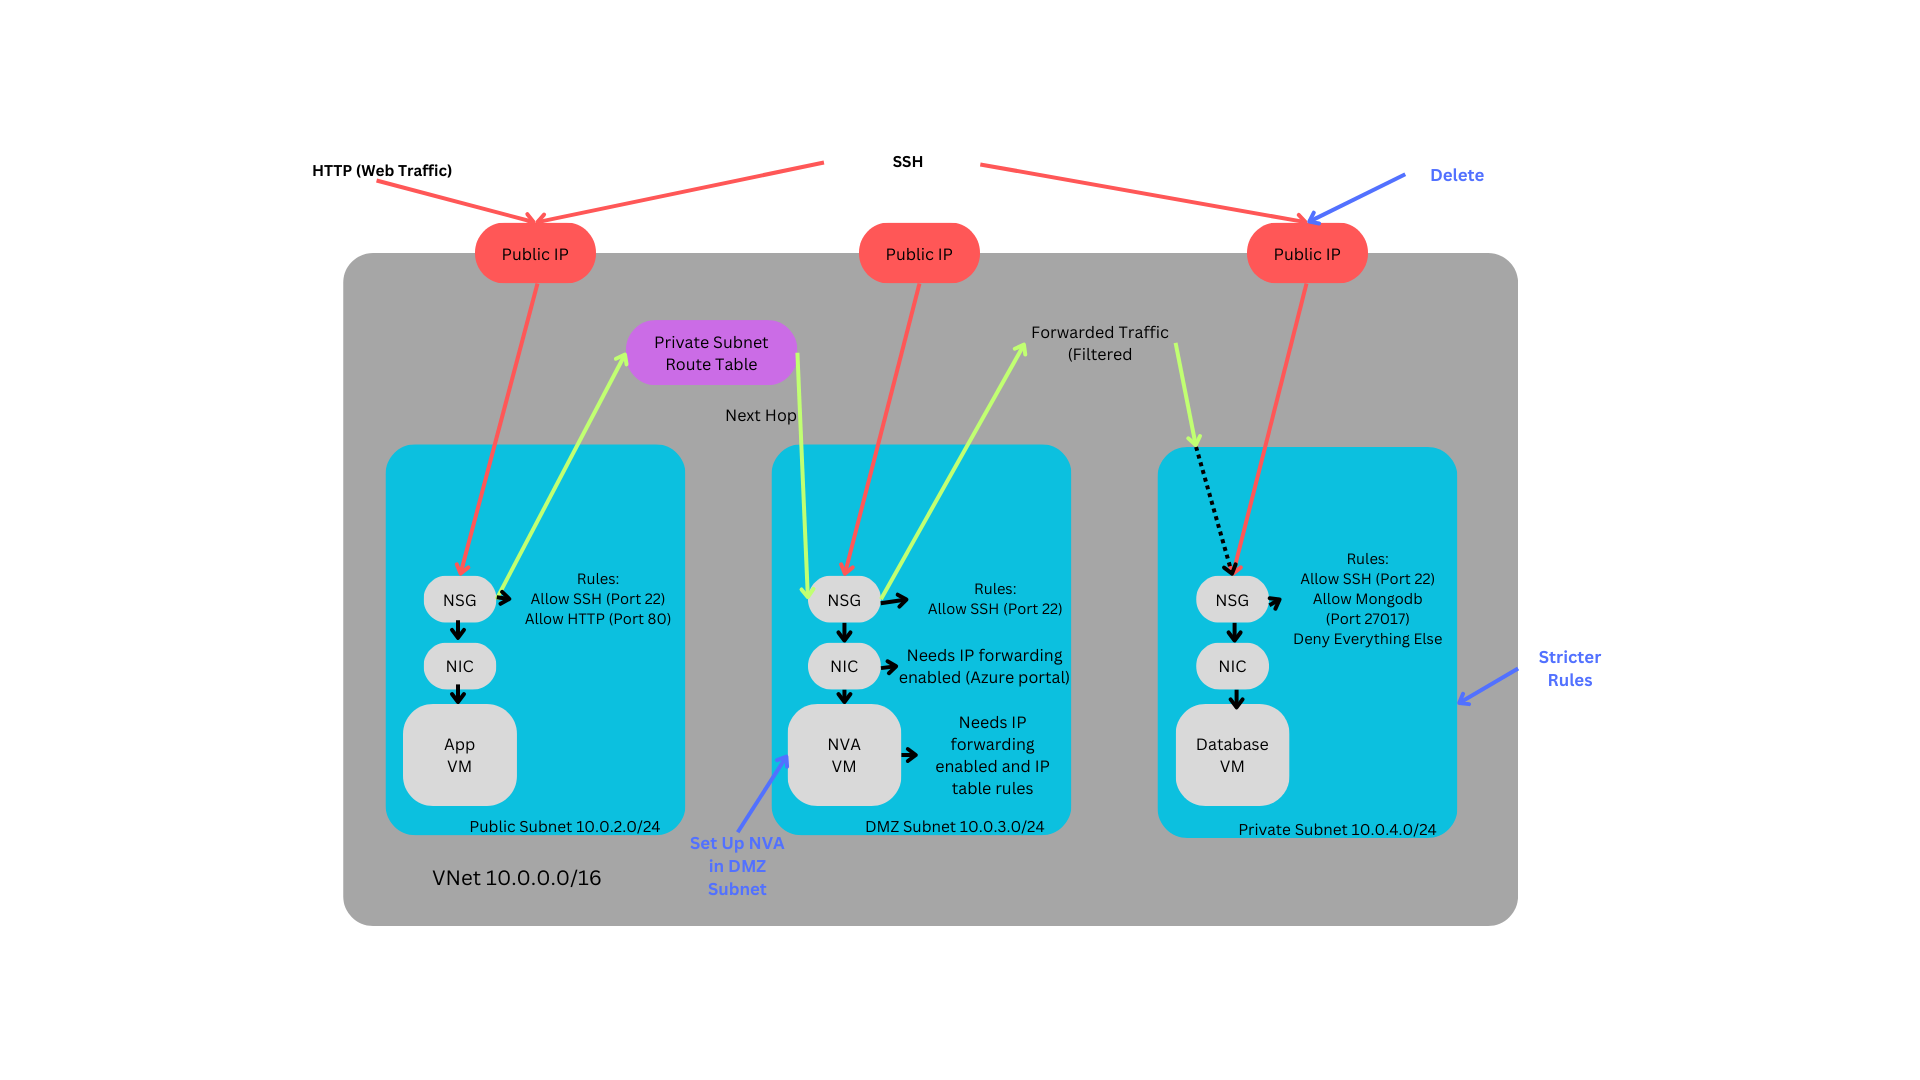 HTTP (Web Traffic)
SSH
Delete
Public IP
Public IP
Public IP
Private Subnet
Route Table
Forwarded Traffic
(Filtered
Next Hop
NSG
Rules:
Allow SSH (Port 22)
Allow HTTP (Port 80)
NIC
App
VM
Public Subnet 10.0.2.0/24
NSG
Rules:
Allow SSH (Port 22)
NIC
Needs IP forwarding
enabled (Azure portal)
NVA
VM
Needs IP
forwarding
enabled and IP
table rules
DMZ Subnet 10.0.3.0/24
NSG
Rules:
Allow SSH (Port 22)
Allow Mongodb
(Port 27017)
Deny Everything Else
NIC
Database
VM
Private Subnet 10.0.4.0/24
Stricter
Rules
Set Up NVA
in DMZ
Subnet
VNet 10.0.0.0/16